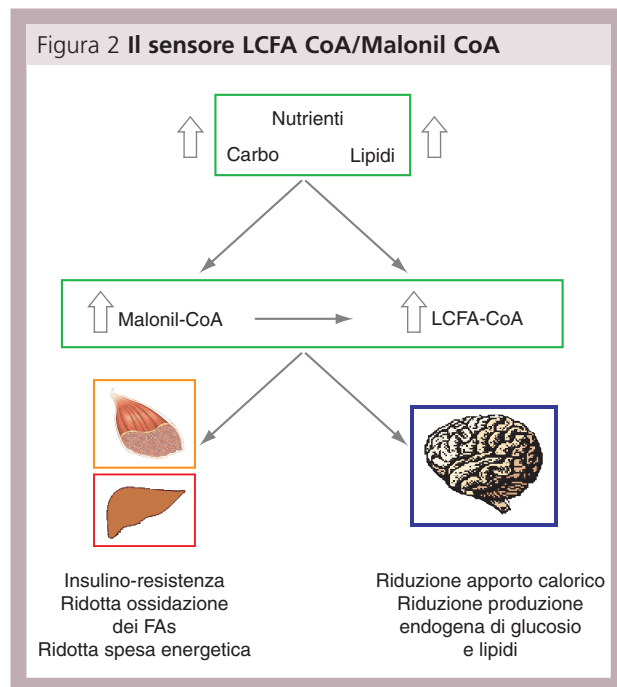 Figura 2 Il sensore LCFA CoA/Malonil CoA
Nutrienti
Carbo Lipidi
Malonil-CoA LCFA-CoA
Insulino-resistenza
Ridotta ossidazione
dei FAs
Ridotta spesa energetica
Riduzione apporto calorico
Riduzione produzione
endogena di glucosio
e lipidi